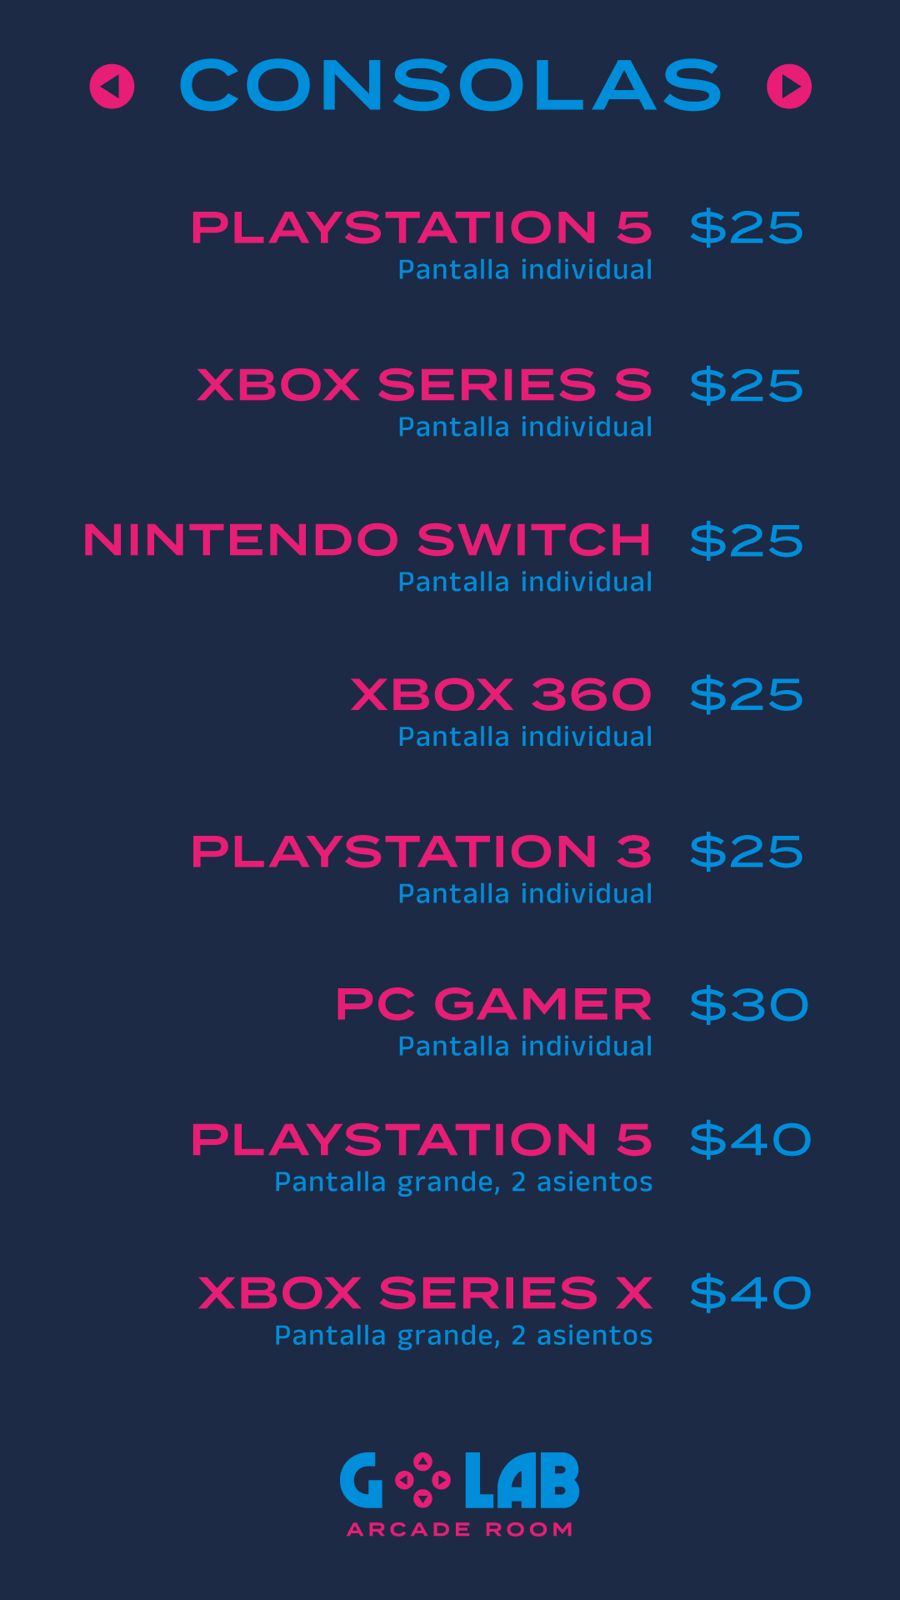 CONSOLAS
PLAYSTATION 5 $25
Pantalla individual
XBOX SERIES S $25
Pantalla individual
NINTENDO SWITCH $25
Pantalla individual
XBOX 360 $25
Pantalla individual
PLAYSTATION 3 $25
Pantalla individual
PC GAMER $30
Pantalla individual
PLAYSTATION 5 $40
Pantalla grande, 2 asientos
XBOX SERIES X $40
Pantalla grande, 2 asientos
G LAB
ARCADE ROOM